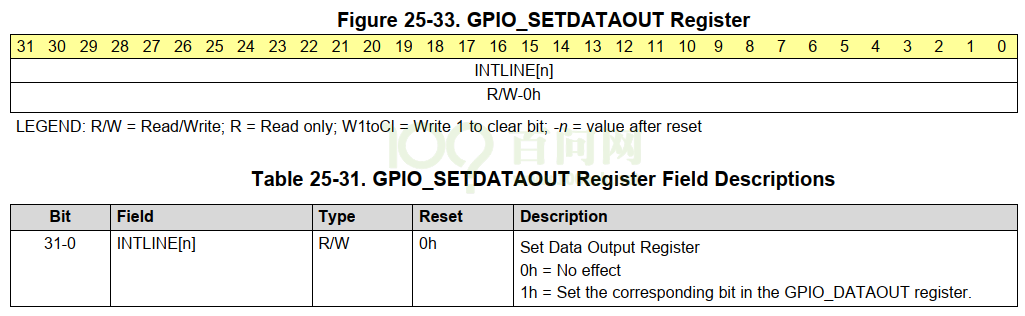 Figure 25-33. GPIO_SETDATAOUT Register
31 30 29 28 27 26 25 24 23 22 21 20 19 18 17 16 15 14 13 12 11 10 9 8 7 6 5 4 3 2 1 0
INTLINE[n]
R/W-0h
LEGEND: R/W = Read/Write; R = Read only; W1toCl = Write 1 to clear bit; -n = value after reset
百问网
Table 25-31. GPIO_SETDATAOUT Register Field Descriptions
Bit Field Type Reset Description
31-0 INTLINE[n] R/W 0h Set Data Output Register
0h = No effect
1h = Set the corresponding bit in the GPIO_DATAOUT register.